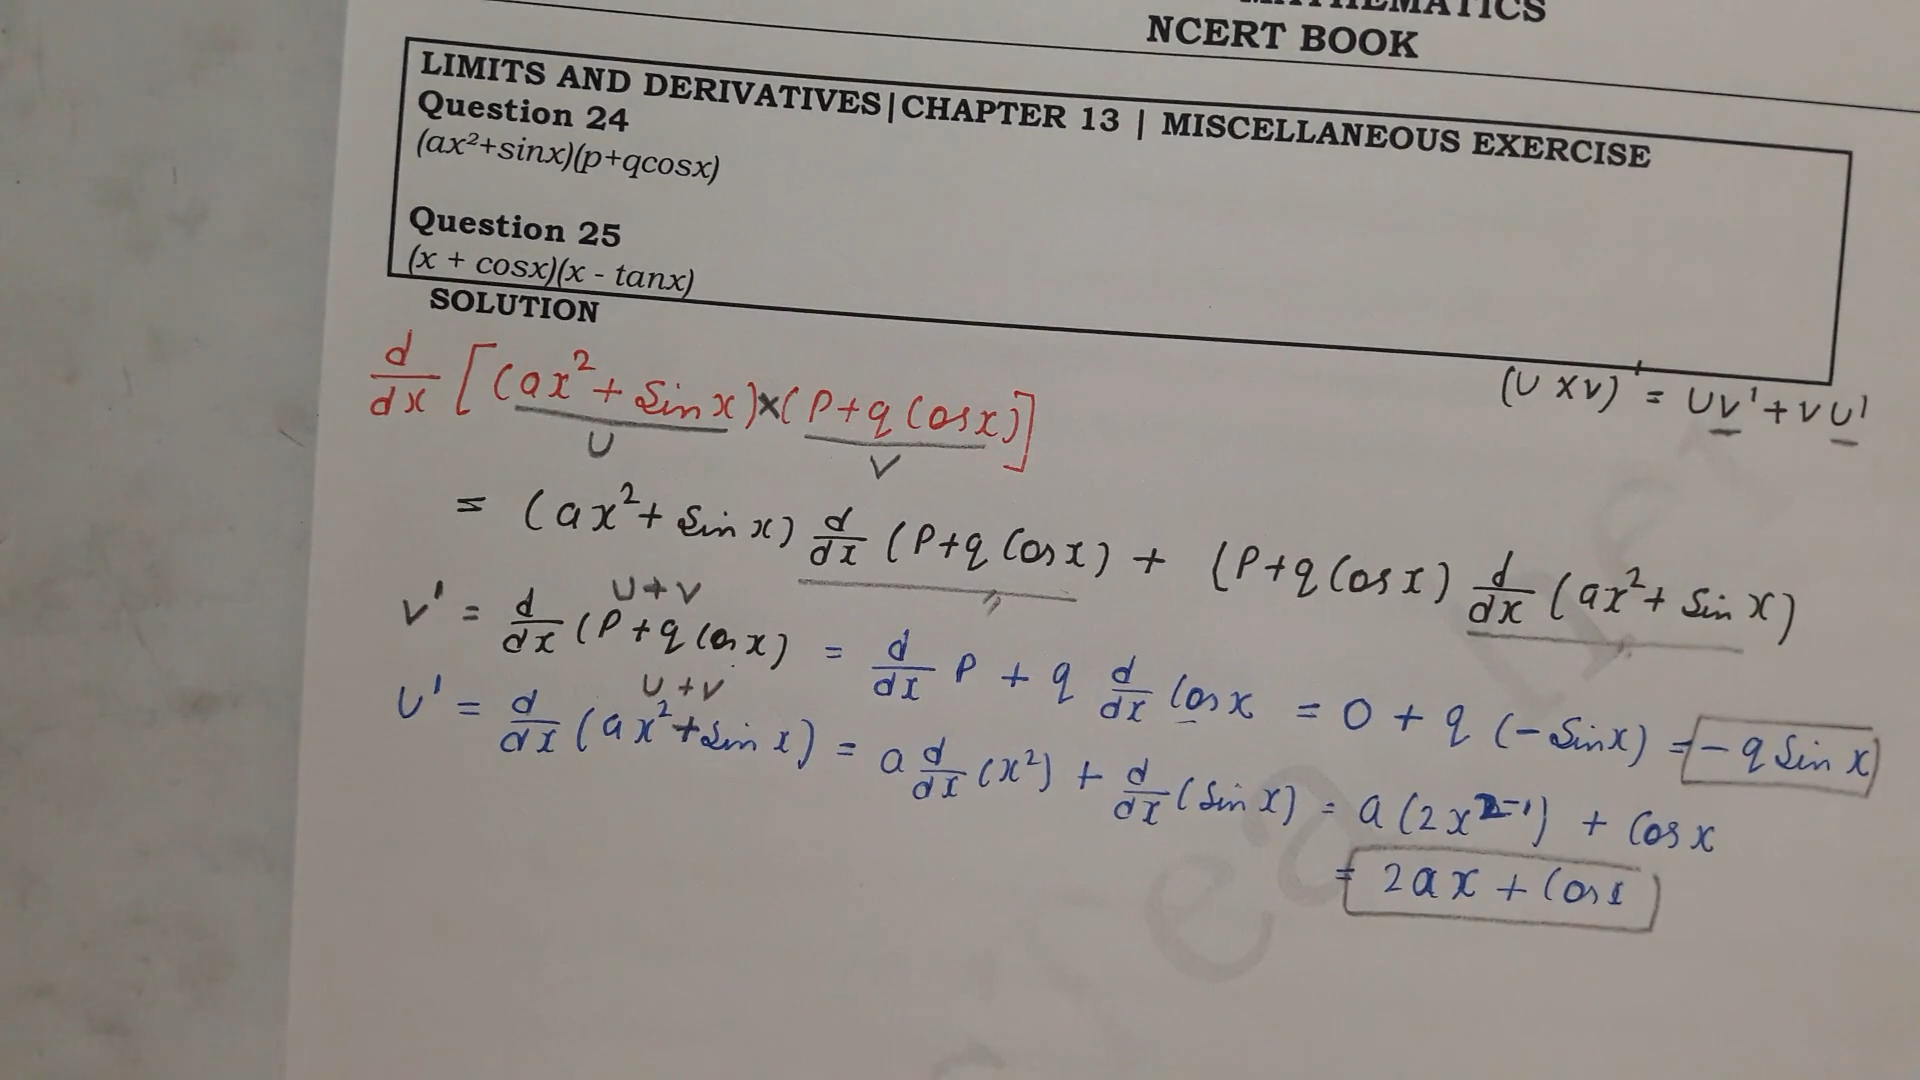 MATHEMATICS
NCERT BOOK
LIMITS AND DERIVATIVES|CHAPTER 13 | MISCELLANEOUS EXERCISE
Question 24
(ax²+sinx)(p+qcosx)
Question 25
(x + cosx)(x - tanx)
SOLUTION
(U×V)' = UV'+VU'
d/dx [(ax²+Sin x)×(P+q Cos x)]
U V
= (ax²+Sin x) d/dx (P+q Cos x) + (P+q Cos x) d/dx (ax²+Sin x)
U+V
V' = d/dx (P+q Cos x) = d/dx P + q d/dx Cos x = 0 + q (-Sin x) = -q Sin x
U+V
U' = d/dx (ax²+Sin x) = a d/dx (x²) + d/dx (Sin x) = a (2x²⁻¹) + Cos x
= 2ax + Cos x